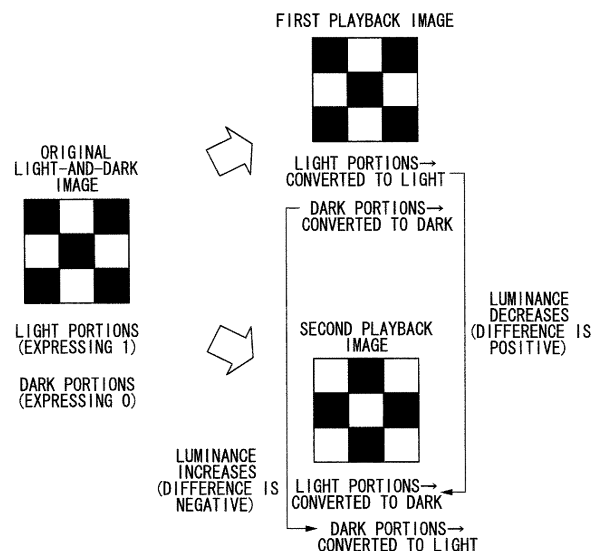 FIRST PLAYBACK IMAGE
ORIGINAL
LIGHT-AND-DARK
IMAGE
LIGHT PORTIONS→
CONVERTED TO LIGHT
DARK PORTIONS→
CONVERTED TO DARK
LIGHT PORTIONS
(EXPRESSING 1)
DARK PORTIONS
(EXPRESSING 0)
LUMINANCE
DECREASES
(DIFFERENCE IS
POSITIVE)
SECOND PLAYBACK
IMAGE
LUMINANCE
INCREASES
(DIFFERENCE IS
NEGATIVE)
LIGHT PORTIONS→
CONVERTED TO DARK
DARK PORTIONS→
CONVERTED TO LIGHT